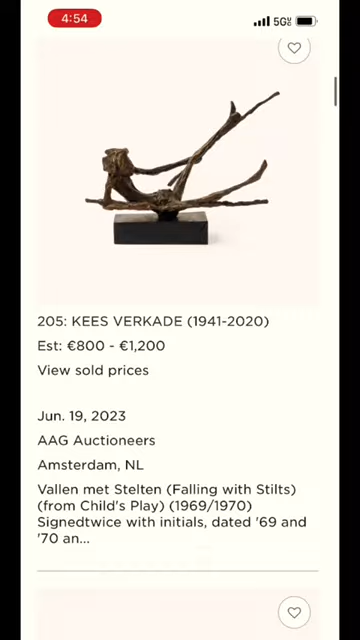 4:54
5G
205: KEES VERKADE (1941-2020)
Est: €800 - €1,200
View sold prices
Jun. 19, 2023
AAG Auctioneers
Amsterdam, NL
Vallen met Stelten (Falling with Stilts)
(from Child's Play) (1969/1970)
Signedtwice with initials, dated '69 and
'70 an...